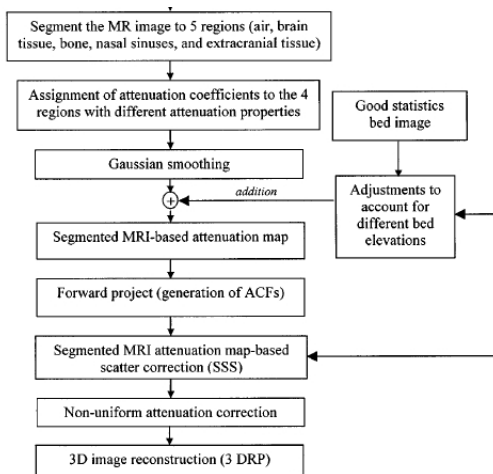 Segment the MR image to 5 regions (air, brain
tissue, bone, nasal sinuses, and extracranial tissue)
Assignment of attenuation coefficients to the 4
regions with different attenuation properties
Good statistics
bed image
Gaussian smoothing
addition
+
Adjustments to
account for
different bed
elevations
Segmented MRI-based attenuation map
Forward project (generation of ACFs)
Segmented MRI attenuation map-based
scatter correction (SSS)
Non-uniform attenuation correction
3D image reconstruction (3 DRP)